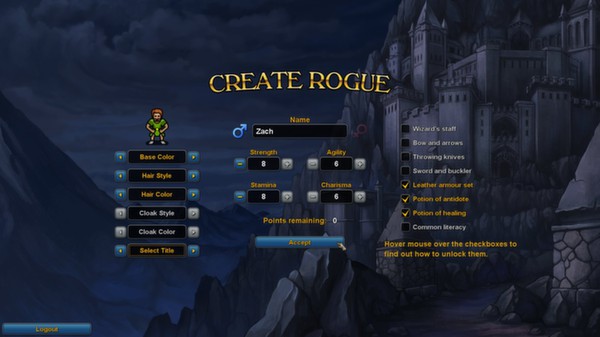 CREATE ROGUE
Name
Zach
Base Color
Hair Style
Hair Color
Cloak Style
Cloak Color
Select Title
Strength
Agility
8
6
Stamina
Charisma
8
6
Points remaining: 0
Accept
Wizard's staff
Bow and arrows
Throwing knives
Sword and buckler
Leather armour set
Potion of antidote
Potion of healing
Common literacy
Hover mouse over the checkboxes to
find out how to unlock them.
Logout